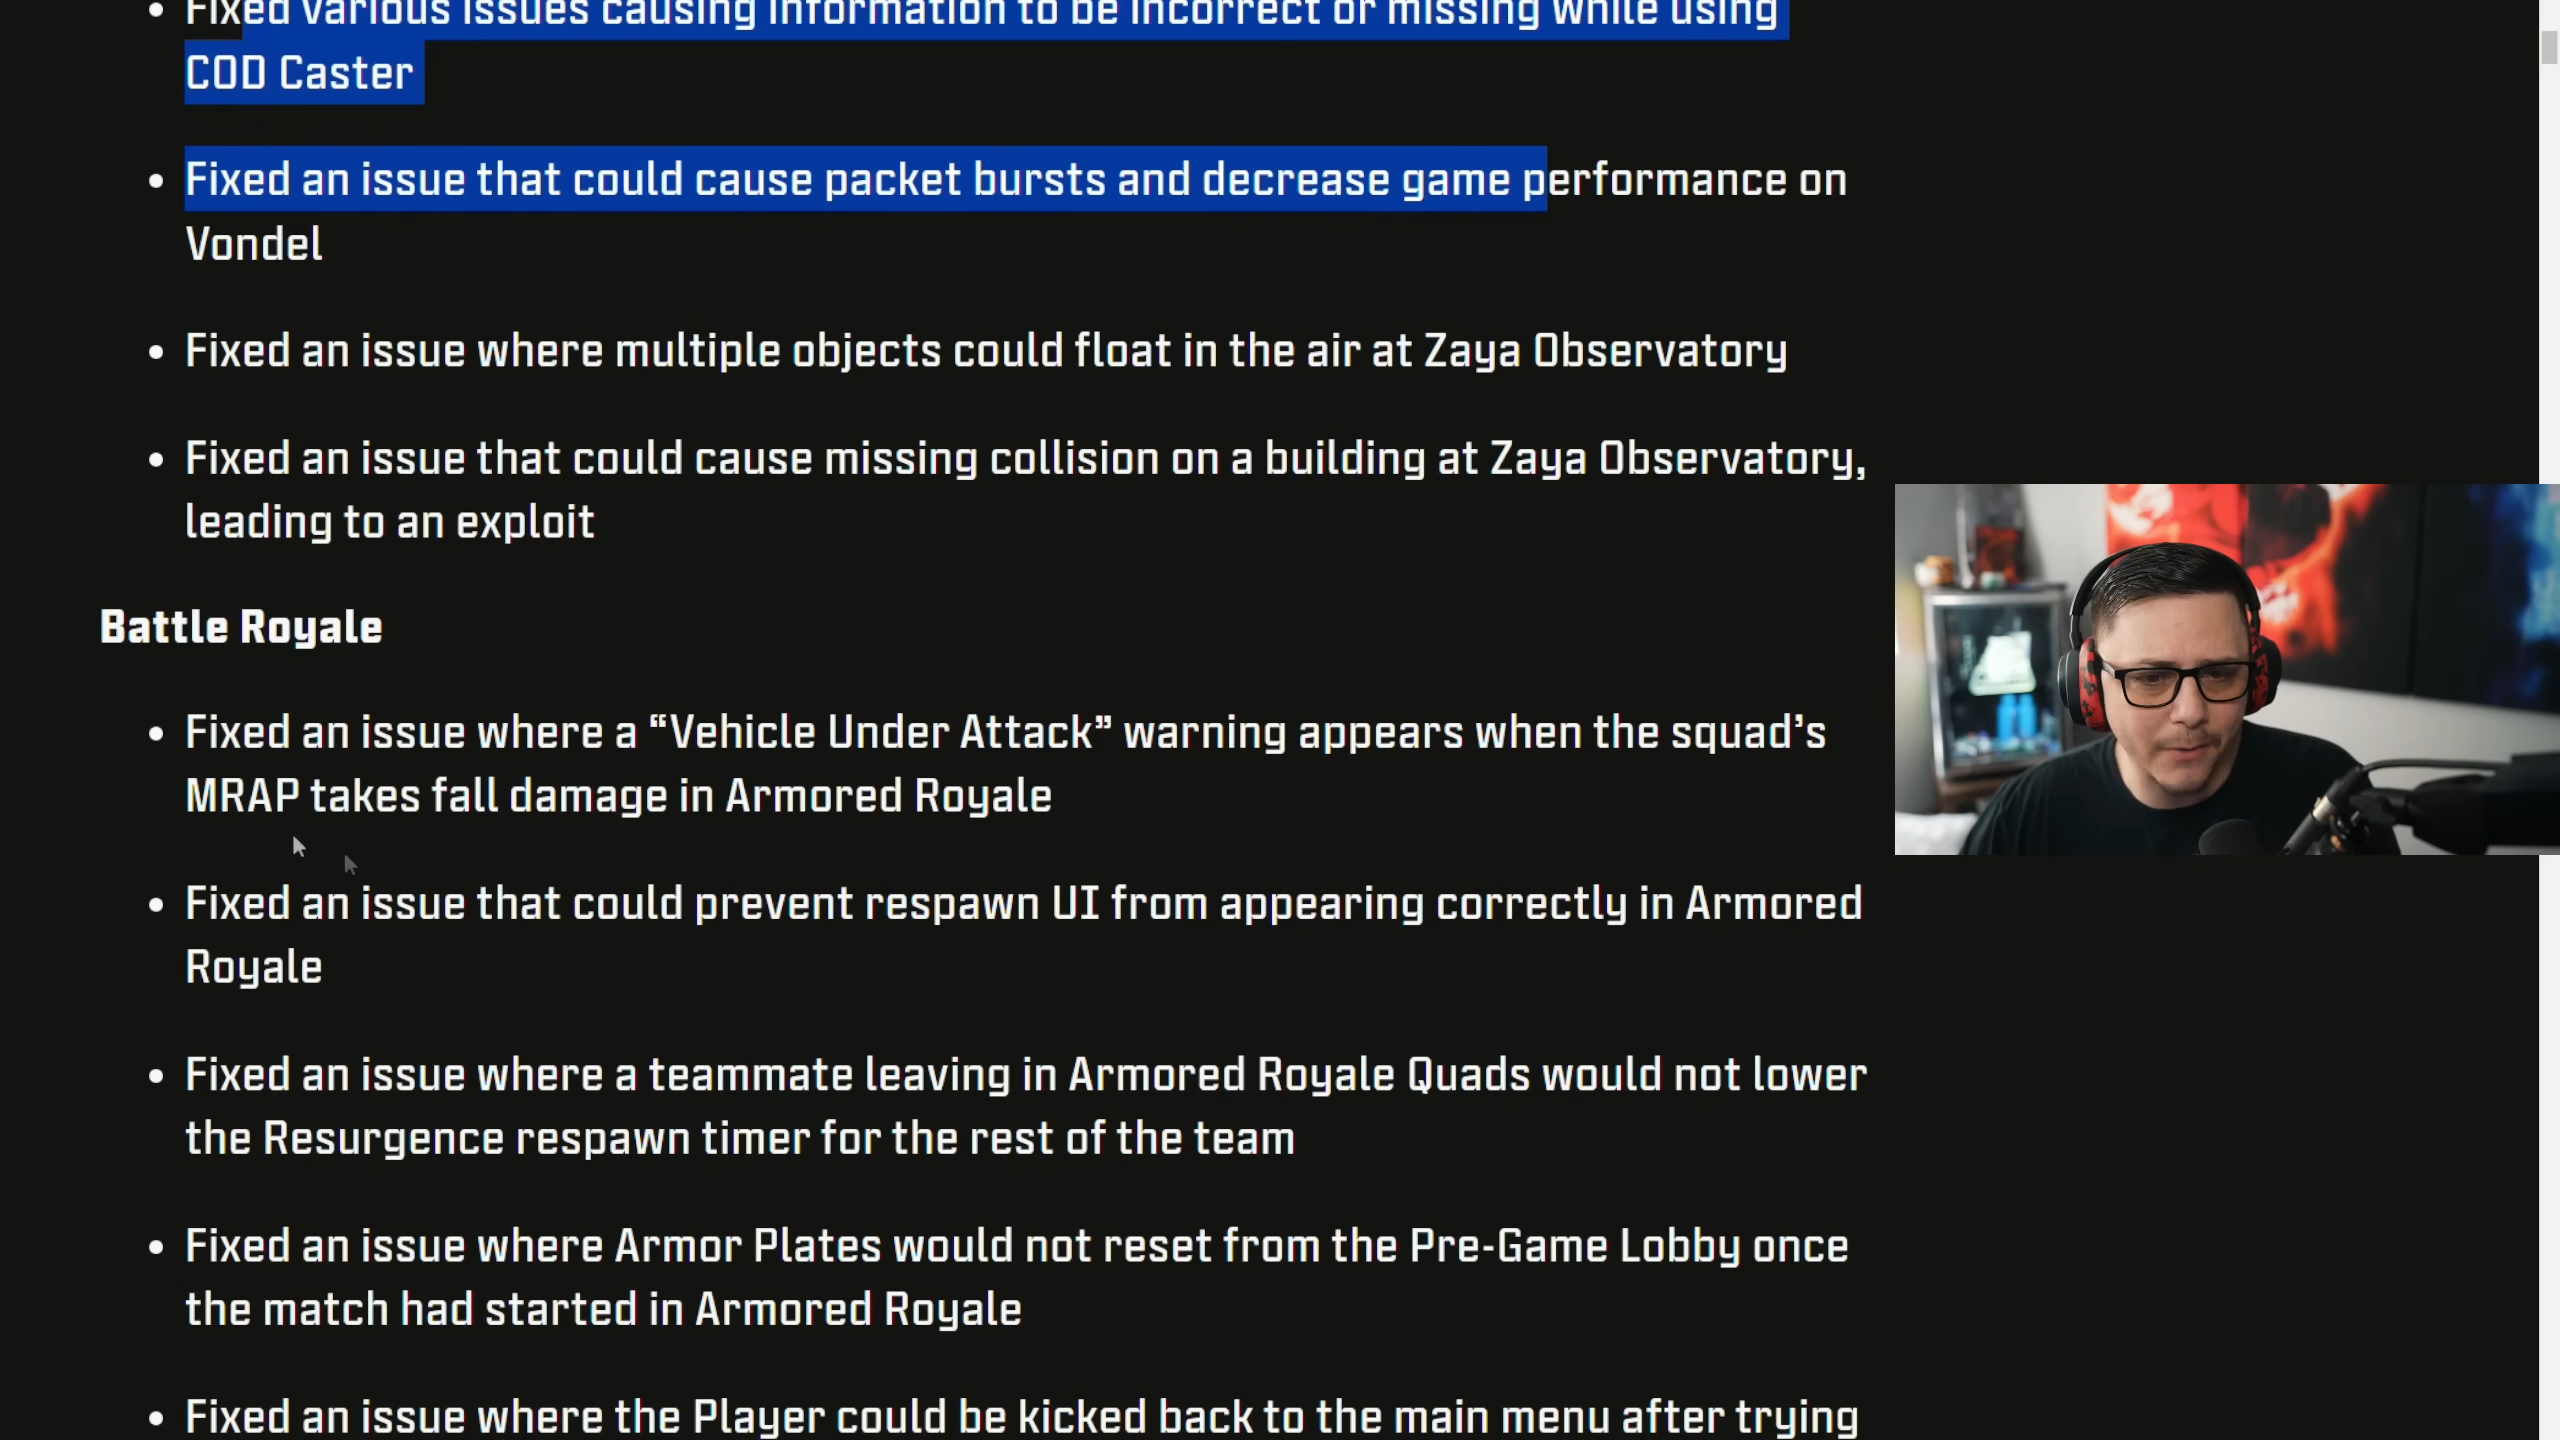 Fixed various issues causing information to be incorrect or missing while using
COD Caster
Fixed an issue that could cause packet bursts and decrease game performance on
Vondel
Fixed an issue where multiple objects could float in the air at Zaya Observatory
Fixed an issue that could cause missing collision on a building at Zaya Observatory,
leading to an exploit
Battle Royale
Fixed an issue where a “Vehicle Under Attack” warning appears when the squad’s
MRAP takes fall damage in Armored Royale
Fixed an issue that could prevent respawn UI from appearing correctly in Armored
Royale
Fixed an issue where a teammate leaving in Armored Royale Quads would not lower
the Resurgence respawn timer for the rest of the team
Fixed an issue where Armor Plates would not reset from the Pre-Game Lobby once
the match had started in Armored Royale
Fixed an issue where the Player could be kicked back to the main menu after trying